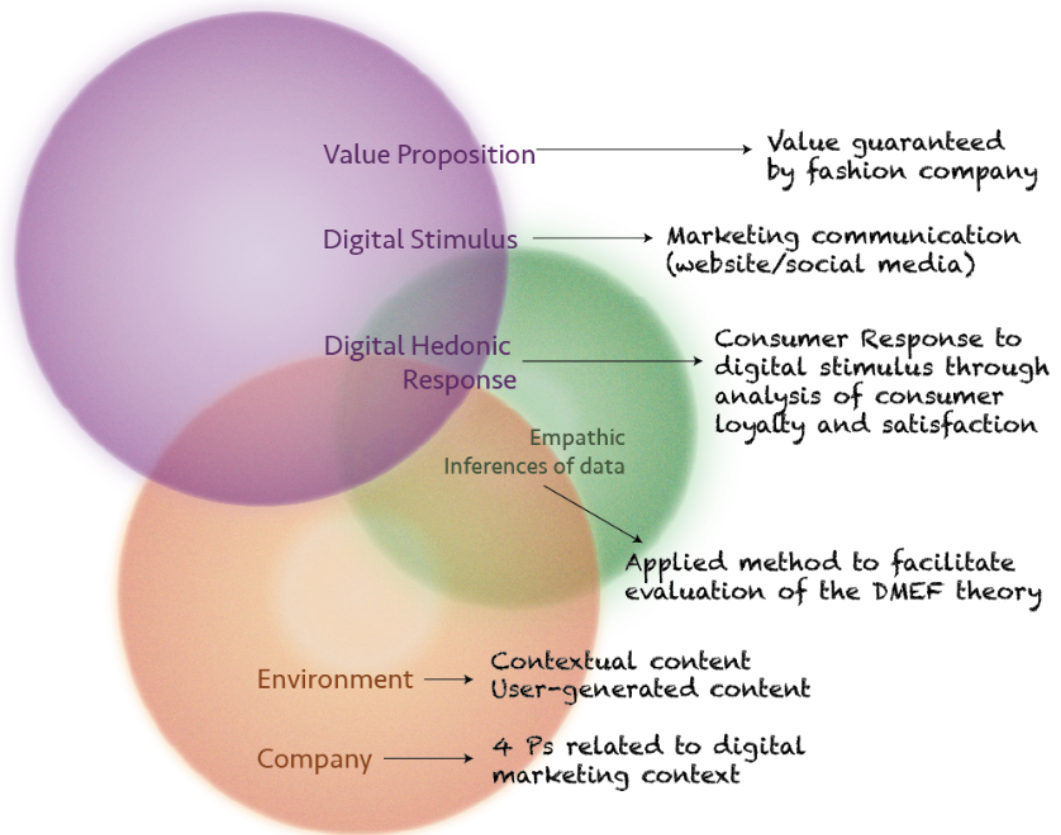 Value Proposition
Value guaranteed
by fashion company
Digital Stimulus
Marketing communication
(website/social media)
Digital Hedonic
Response
Consumer Response to
digital stimulus through
analysis of consumer
loyalty and satisfaction
Empathic
Inferences of data
Applied method to facilitate
evaluation of the DMEF theory
Environment
Contextual content
User-generated content
Company
4 Ps related to digital
marketing context